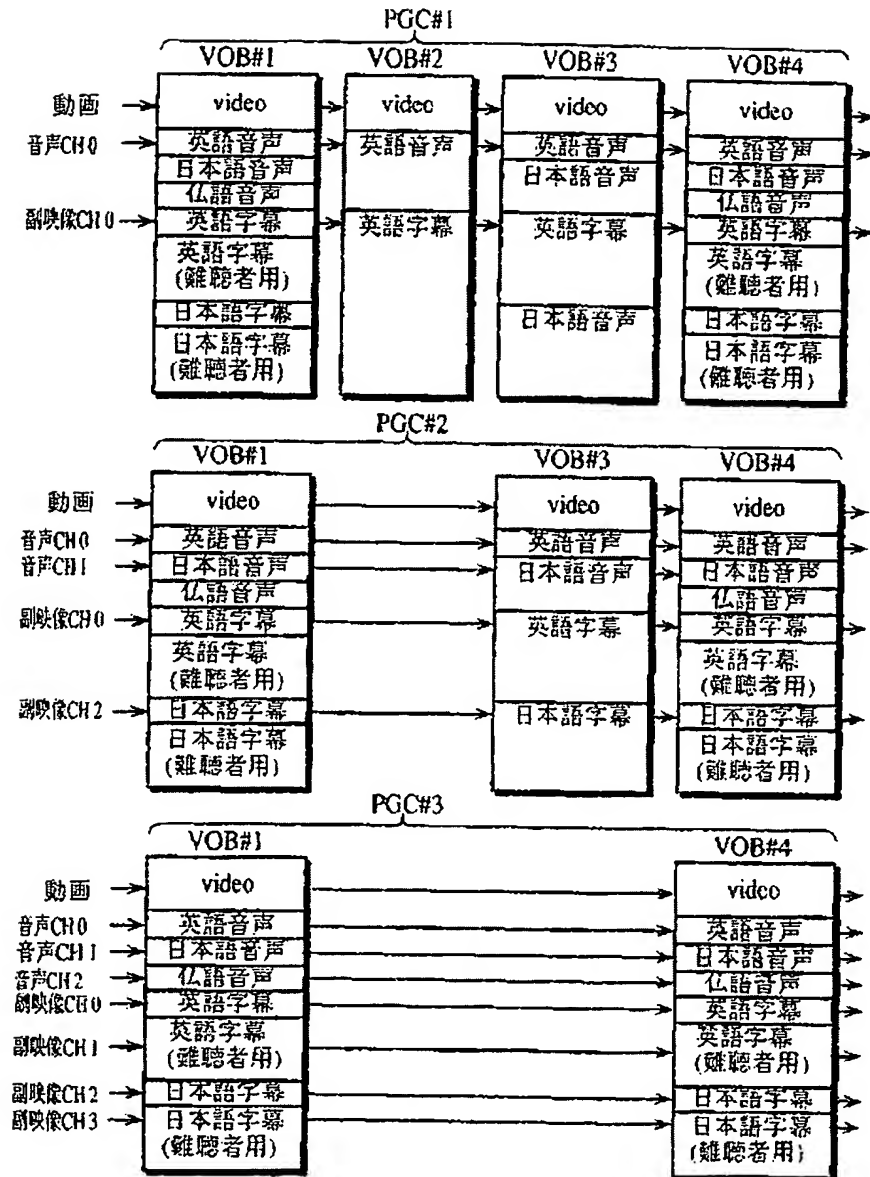 PGC#1
VOB#1 VOB#2 VOB#3 VOB#4
動画 video video video video
音声CH0 英語音声 英語音声 英語音声 英語音声
日本語音声 日本語音声 日本語音声
仏語音声 仏語音声
副映像CH0 英語字幕 英語字幕 英語字幕 英語字幕
英語字幕 英語字幕
(難聴者用) (難聴者用)
日本語字幕 日本語音声 日本語字幕
日本語字幕 日本語字幕
(難聴者用) (難聴者用)
PGC#2
VOB#1 VOB#3 VOB#4
動画 video video video
音声CH0 英語音声 英語音声 英語音声
音声CH1 日本語音声 日本語音声 日本語音声
仏語音声 仏語音声
副映像CH0 英語字幕 英語字幕 英語字幕
英語字幕 英語字幕
(難聴者用) (難聴者用)
副映像CH2 日本語字幕 日本語字幕 日本語字幕
日本語字幕 日本語字幕
(難聴者用) (難聴者用)
PGC#3
VOB#1 VOB#4
動画 video video
音声CH0 英語音声 英語音声
音声CH1 日本語音声 日本語音声
音声CH2 仏語音声 仏語音声
副映像CH0 英語字幕 英語字幕
英語字幕 英語字幕
副映像CH1 (難聴者用) (難聴者用)
副映像CH2 日本語字幕 日本語字幕
副映像CH3 日本語字幕 日本語字幕
(難聴者用) (難聴者用)